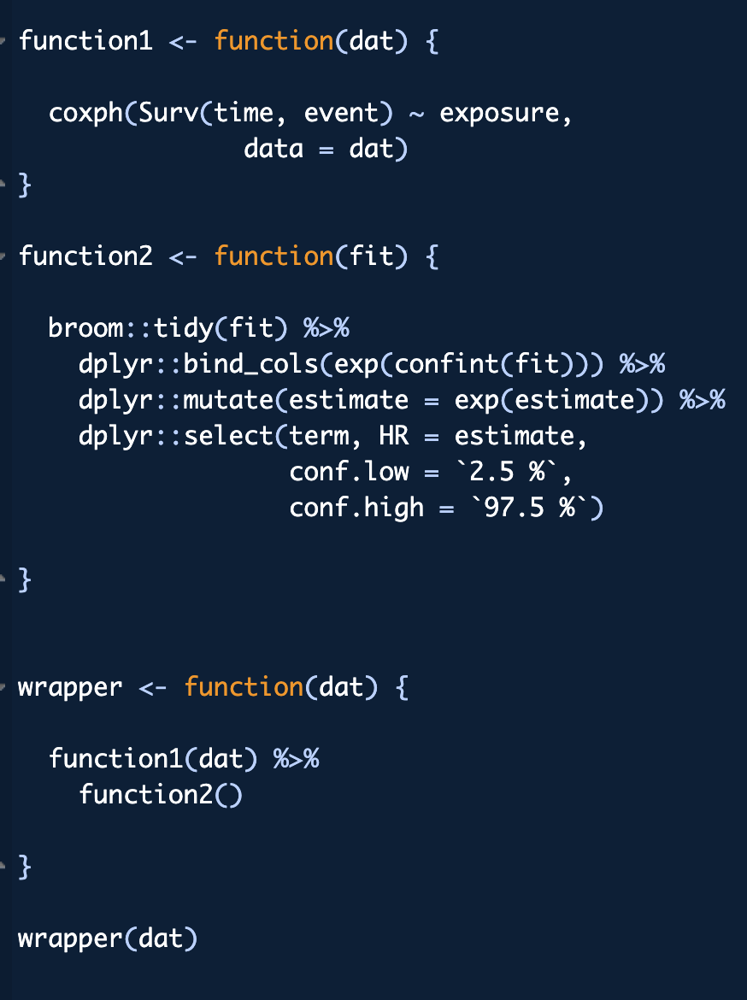 function1 <- function(dat) {
  coxph(Surv(time, event) ~ exposure,
               data = dat)
}
function2 <- function(fit) {
  broom::tidy(fit) %>%
    dplyr::bind_cols(exp(confint(fit))) %>%
    dplyr::mutate(estimate = exp(estimate)) %>%
    dplyr::select(term, HR = estimate,
                  conf.low = `2.5 %`,
                  conf.high = `97.5 %`)
}
wrapper <- function(dat) {
  function1(dat) %>%
    function2()
}
wrapper(dat)